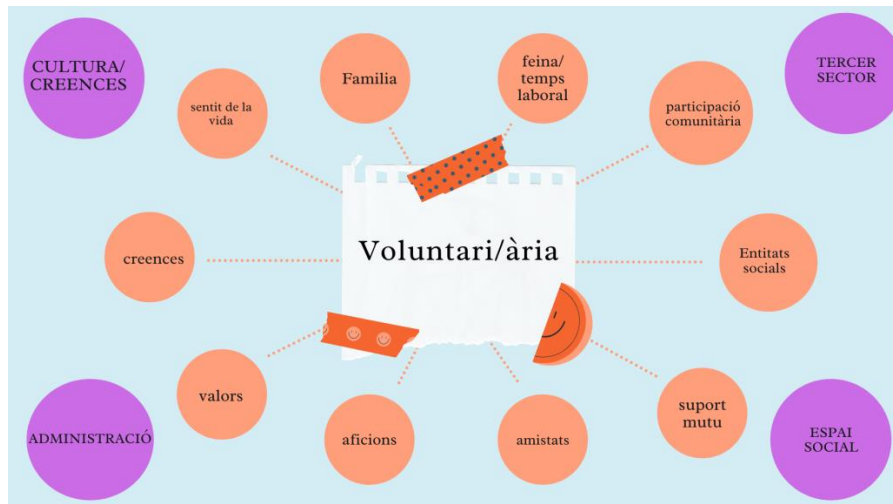 CULTURA/
CREENCES
sentit de la
vida
Familia
feina/
temps
laboral
participació
comunitària
TERCER
SECTOR
creences
Voluntari/ària
Entitats
socials
ADMINISTRACIÓ
valors
aficions
amistats
suport
mutu
ESPAI
SOCIAL